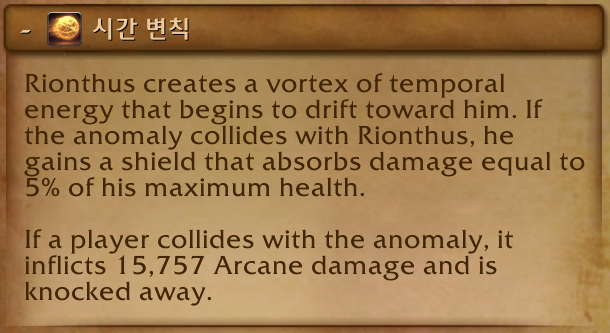 - 시간 변칙
Rionthus creates a vortex of temporal
energy that begins to drift toward him. If
the anomaly collides with Rionthus, he
gains a shield that absorbs damage equal to
5% of his maximum health.
If a player collides with the anomaly, it
inflicts 15,757 Arcane damage and is
knocked away.